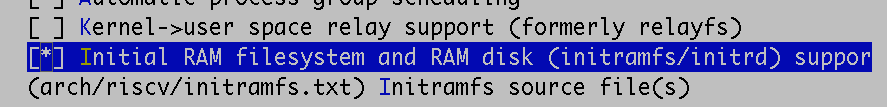 [ ] Automatic process group scheduling
[ ] Kernel->user space relay support (formerly relayfs)
[*] Initial RAM filesystem and RAM disk (initramfs/initrd) suppor
(arch/riscv/initramfs.txt) Initramfs source file(s)